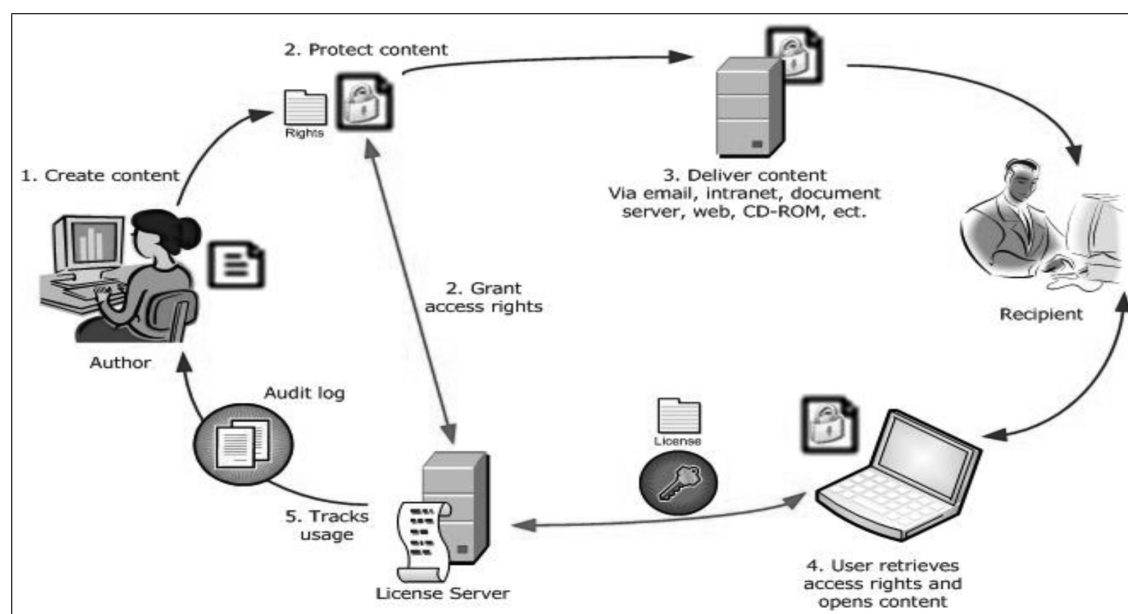 2. Protect content
Rights
1. Create content
3. Deliver content
Via email, intranet, document
server, web, CD-ROM, ect.
2. Grant
access rights
Recipient
Author
Audit log
License
5. Tracks
usage
License Server
4. User retrieves
access rights and
opens content